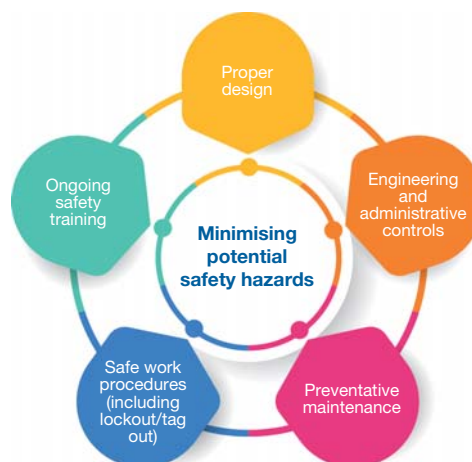 Proper
design
Engineering
and
administrative
controls
Preventative
maintenance
Safe work
procedures
(including
lockout/tag
out)
Ongoing
safety
training
Minimising
potential
safety hazards